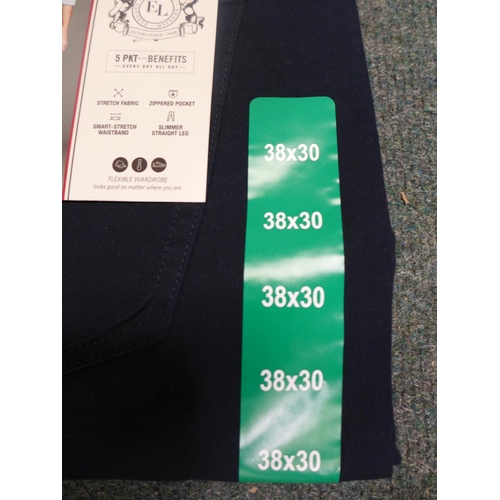 EL
ESTABLISHED 1898
5 PKT BENEFITS
EVERY DAY ALL DAY
STRETCH FABRIC
ZIPPERED POCKET
SMART-STRETCH
WAISTBAND
SLIMMER
STRAIGHT LEG
FLEXIBLE WARDROBE
looks good no matter where you are
38x30
38x30
38x30
38x30
38x30